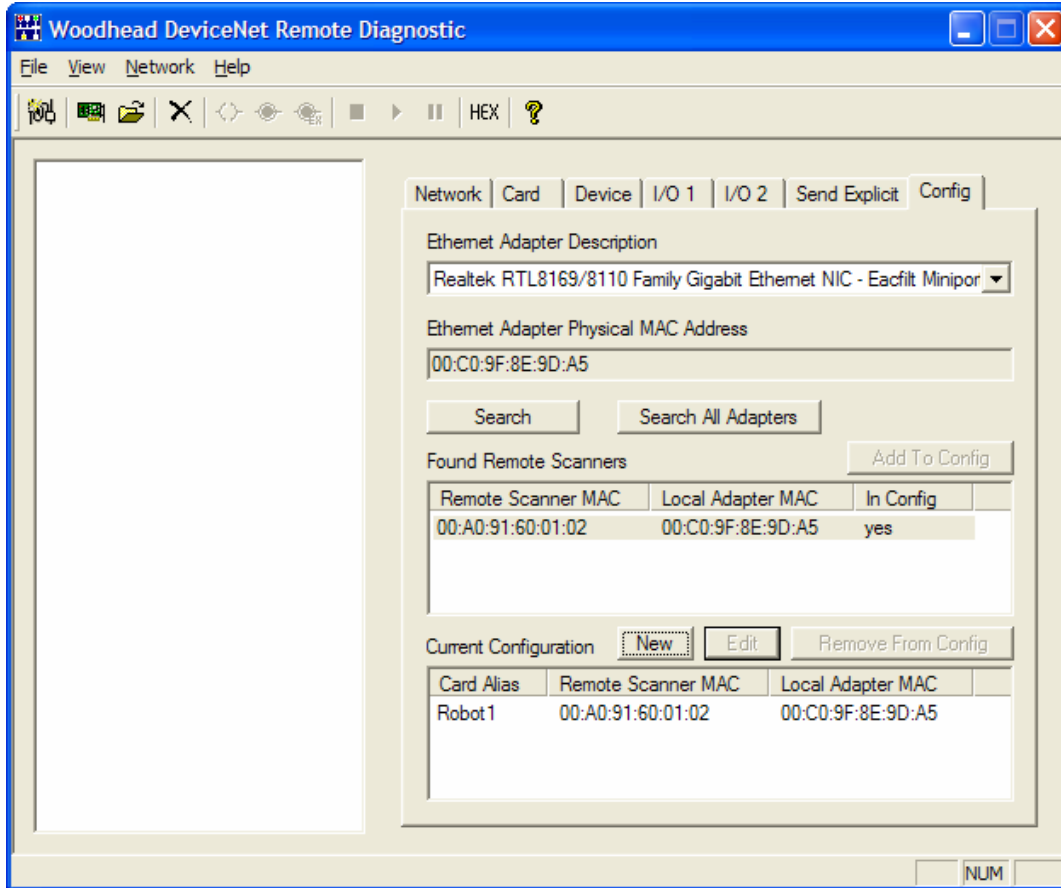 Woodhead DeviceNet Remote Diagnostic
File View Network Help
HEX
Network Card Device I/O 1 I/O 2 Send Explicit Config
Ethernet Adapter Description
Realtek RTL8169/8110 Family Gigabit Ethernet NIC - Eacfilt Minipor
Ethernet Adapter Physical MAC Address
00:C0:9F:8E:9D:A5
Search Search All Adapters
Found Remote Scanners Add To Config
Remote Scanner MAC Local Adapter MAC In Config
00:A0:91:60:01:02 00:C0:9F:8E:9D:A5 yes
Current Configuration New Edit Remove From Config
Card Alias Remote Scanner MAC Local Adapter MAC
Robot1 00:A0:91:60:01:02 00:C0:9F:8E:9D:A5
NUM